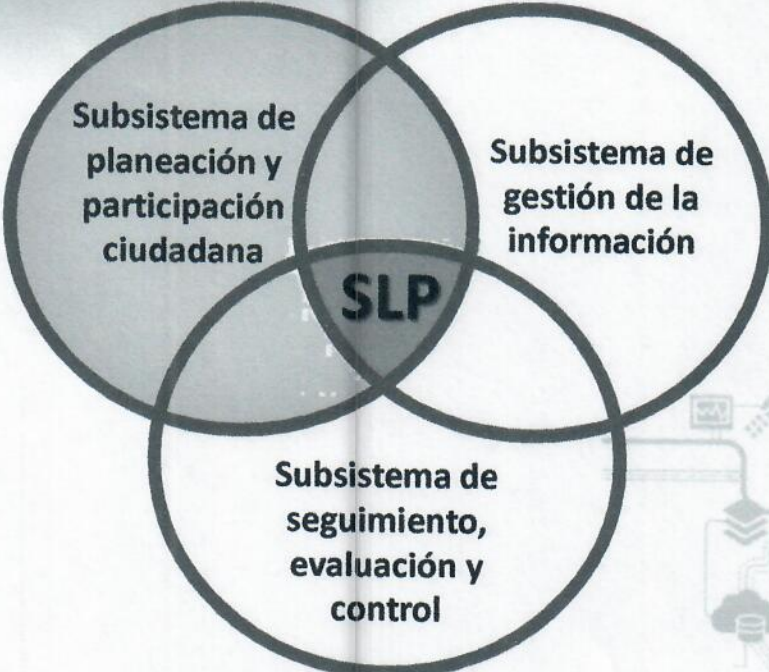 Subsistema de
planeación y
participación
ciudadana
Subsistema de
gestión de la
información
SLP
Subsistema de
seguimiento,
evaluación y
control